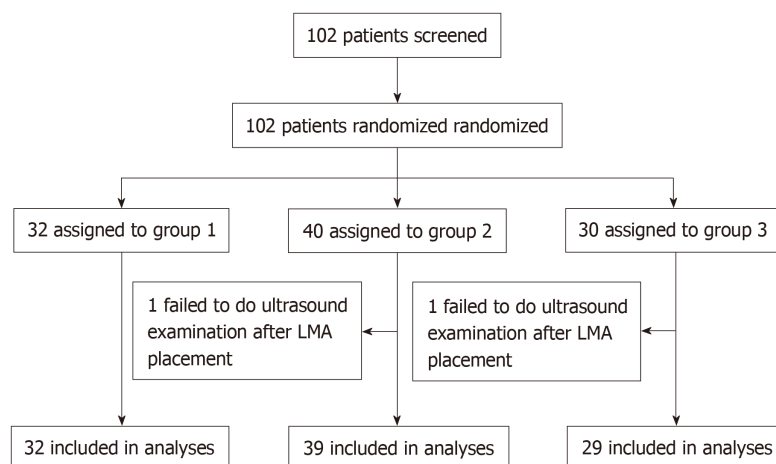 102 patients screened
102 patients randomized randomized
32 assigned to group 1
40 assigned to group 2
30 assigned to group 3
1 failed to do ultrasound
examination after LMA
placement
1 failed to do ultrasound
examination after LMA
placement
32 included in analyses
39 included in analyses
29 included in analyses